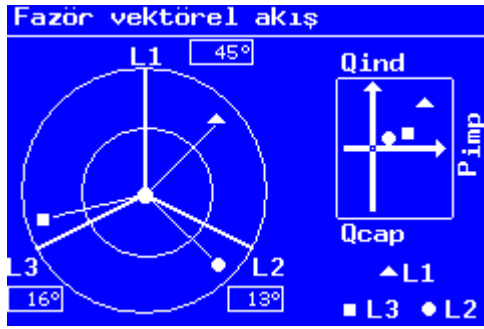 Fazör vektörel akış
L1
45°
Qind
Pimp
Qcap
L3
L2
16°
13°
▲L1
■ L3 ● L2